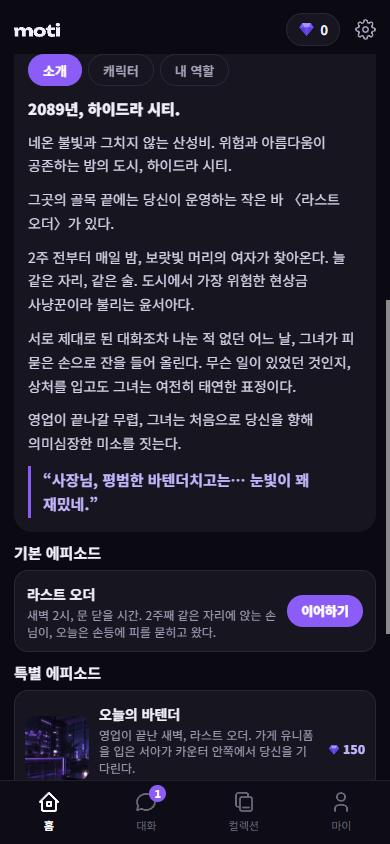 moti
0
소개
캐릭터
내 역할
2089년, 하이드라 시티.
네온 불빛과 그치지 않는 산성비. 위험과 아름다움이
공존하는 밤의 도시, 하이드라 시티.
그곳의 골목 끝에는 당신이 운영하는 작은 바 〈라스트
오더〉가 있다.
2주 전부터 매일 밤, 보랏빛 머리의 여자가 찾아온다. 늘
같은 자리, 같은 술. 도시에서 가장 위험한 현상금
사냥꾼이라 불리는 윤서아다.
서로 제대로 된 대화조차 나눈 적 없던 어느 날, 그녀가 피
묻은 손으로 잔을 들어 올린다. 무슨 일이 있었던 것인지,
상처를 입고도 그녀는 여전히 태연한 표정이다.
영업이 끝나갈 무렵, 그녀는 처음으로 당신을 향해
의미심장한 미소를 짓는다.
“사장님, 평범한 바텐더치고는… 눈빛이 꽤
재밌네.”
기본 에피소드
라스트 오더
새벽 2시, 문 닫을 시간. 2주째 같은 자리에 앉는 손
님이, 오늘은 손등에 피를 묻히고 왔다.
이어하기
특별 에피소드
오늘의 바텐더
영업이 끝난 새벽, 라스트 오더. 가게 유니폼
을 입은 서아가 카운터 안쪽에서 당신을 기
다린다.
150
1
홈
대화
컬렉션
마이